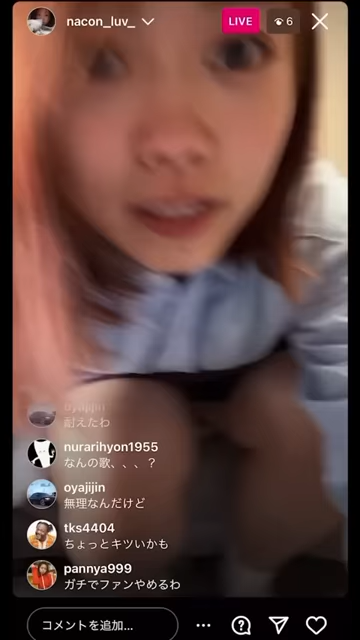 nacon_luv_
LIVE
6
oyajijin
耐えたわ
nurarihyon1955
なんの歌、、、？
oyajijin
無理なんだけど
tks4404
ちょっとキツいかも
pannya999
ガチでファンやめるわ
コメントを追加...